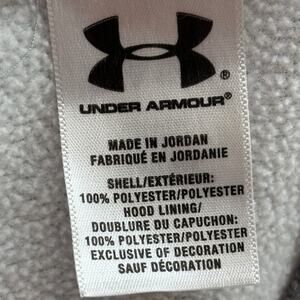 UNDER ARMOUR®
MADE IN JORDAN
FABRIQUÉ EN JORDANIE
SHELL/EXTÉRIEUR:
100% POLYESTER/POLYESTER
HOOD LINING/
DOUBLURE DU CAPUCHON:
100% POLYESTER/POLYESTER
EXCLUSIVE OF DECORATION
SAUF DÉCORATION